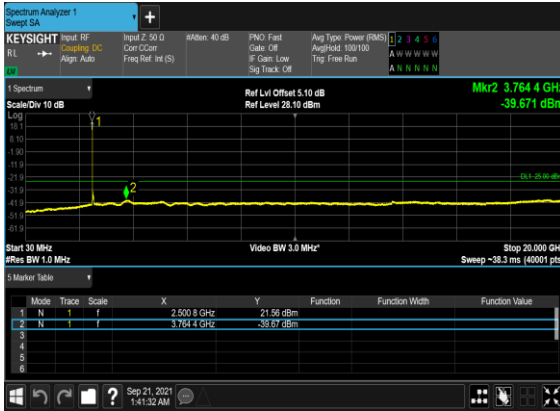 Spectrum Analyzer 1
Swept SA
+
KEYSIGHT Input: RF Input Z: 50 Ω #Atten: 40 dB PNO: Fast Avg Type: Power (RMS) 1 2 3 4 5 6
RL Coupling: DC Corr CCorr Gate: Off Avg|Hold: 100/100 A W W W W W
Align: Auto Freq Ref: Int (S) IF Gain: Low Trig: Free Run
Sig Track: Off A N N N N N
1 Spectrum Ref Lvl Offset 5.10 dB Mkr2 3.764 4 GHz
Scale/Div 10 dB Ref Level 28.10 dBm -39.671 dBm
Log
18.1
1
8.10
-1.90
-11.9
-21.9
DL1 -25.00 dBm
-31.9
2
-41.9
-51.9
-61.9
Start 30 MHz Video BW 3.0 MHz* Stop 20.000 GHz
#Res BW 1.0 MHz Sweep ~38.3 ms (40001 pts)
5 Marker Table
Mode Trace Scale X Y Function Function Width Function Value
1 N 1 f 2.500 8 GHz 21.56 dBm
2 N 1 f 3.764 4 GHz -39.67 dBm
3
4
5
6
? Sep 21, 2021
1:41:32 AM